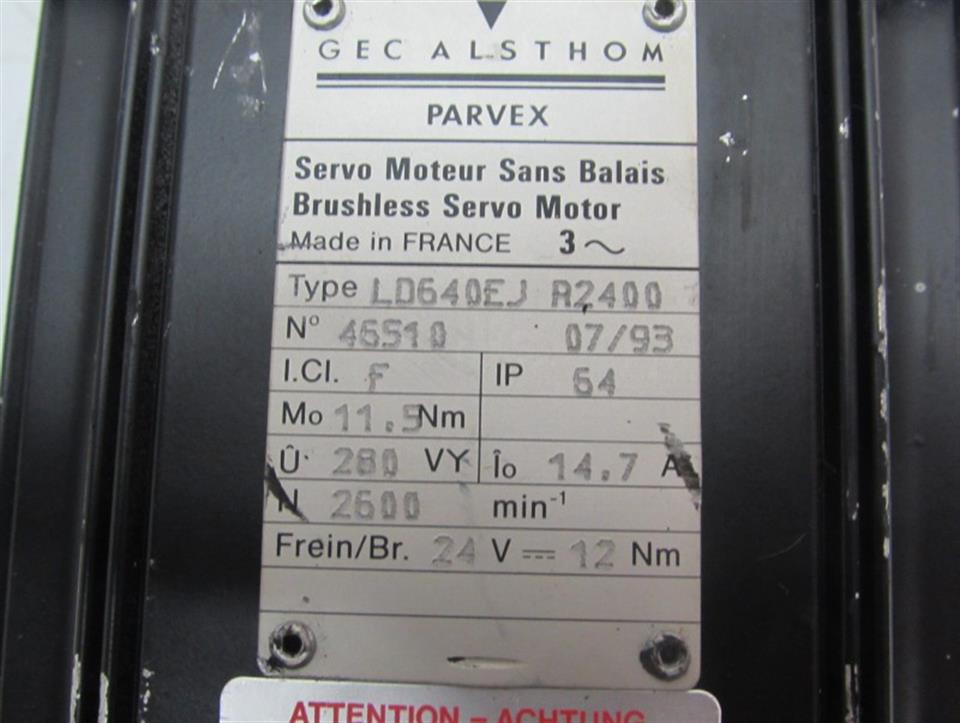 GEC ALSTHOM
PARVEX
Servo Moteur Sans Balais
Brushless Servo Motor
Made in FRANCE 3~
Type LD640EJ R2400
N° 46510 07/93
I.Cl. F IP 64
Mo 11.5Nm
Û 280 VY Îo 14.7 A
N 2600 min⁻¹
Frein/Br. 24 V ⎓ 12 Nm
ATTENTION - ACHTUNG